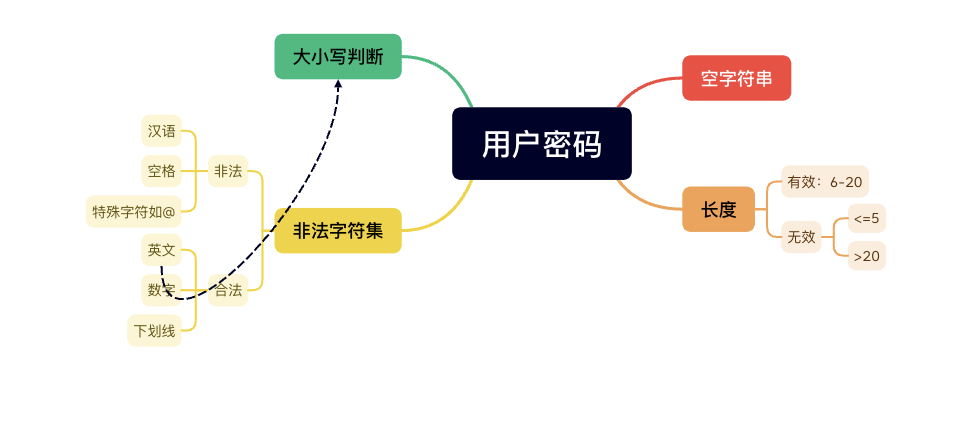 用户密码
空字符串
长度
有效：6-20
无效
<=5
>20
大小写判断
非法字符集
非法
汉语
空格
特殊字符如@
合法
英文
数字
下划线